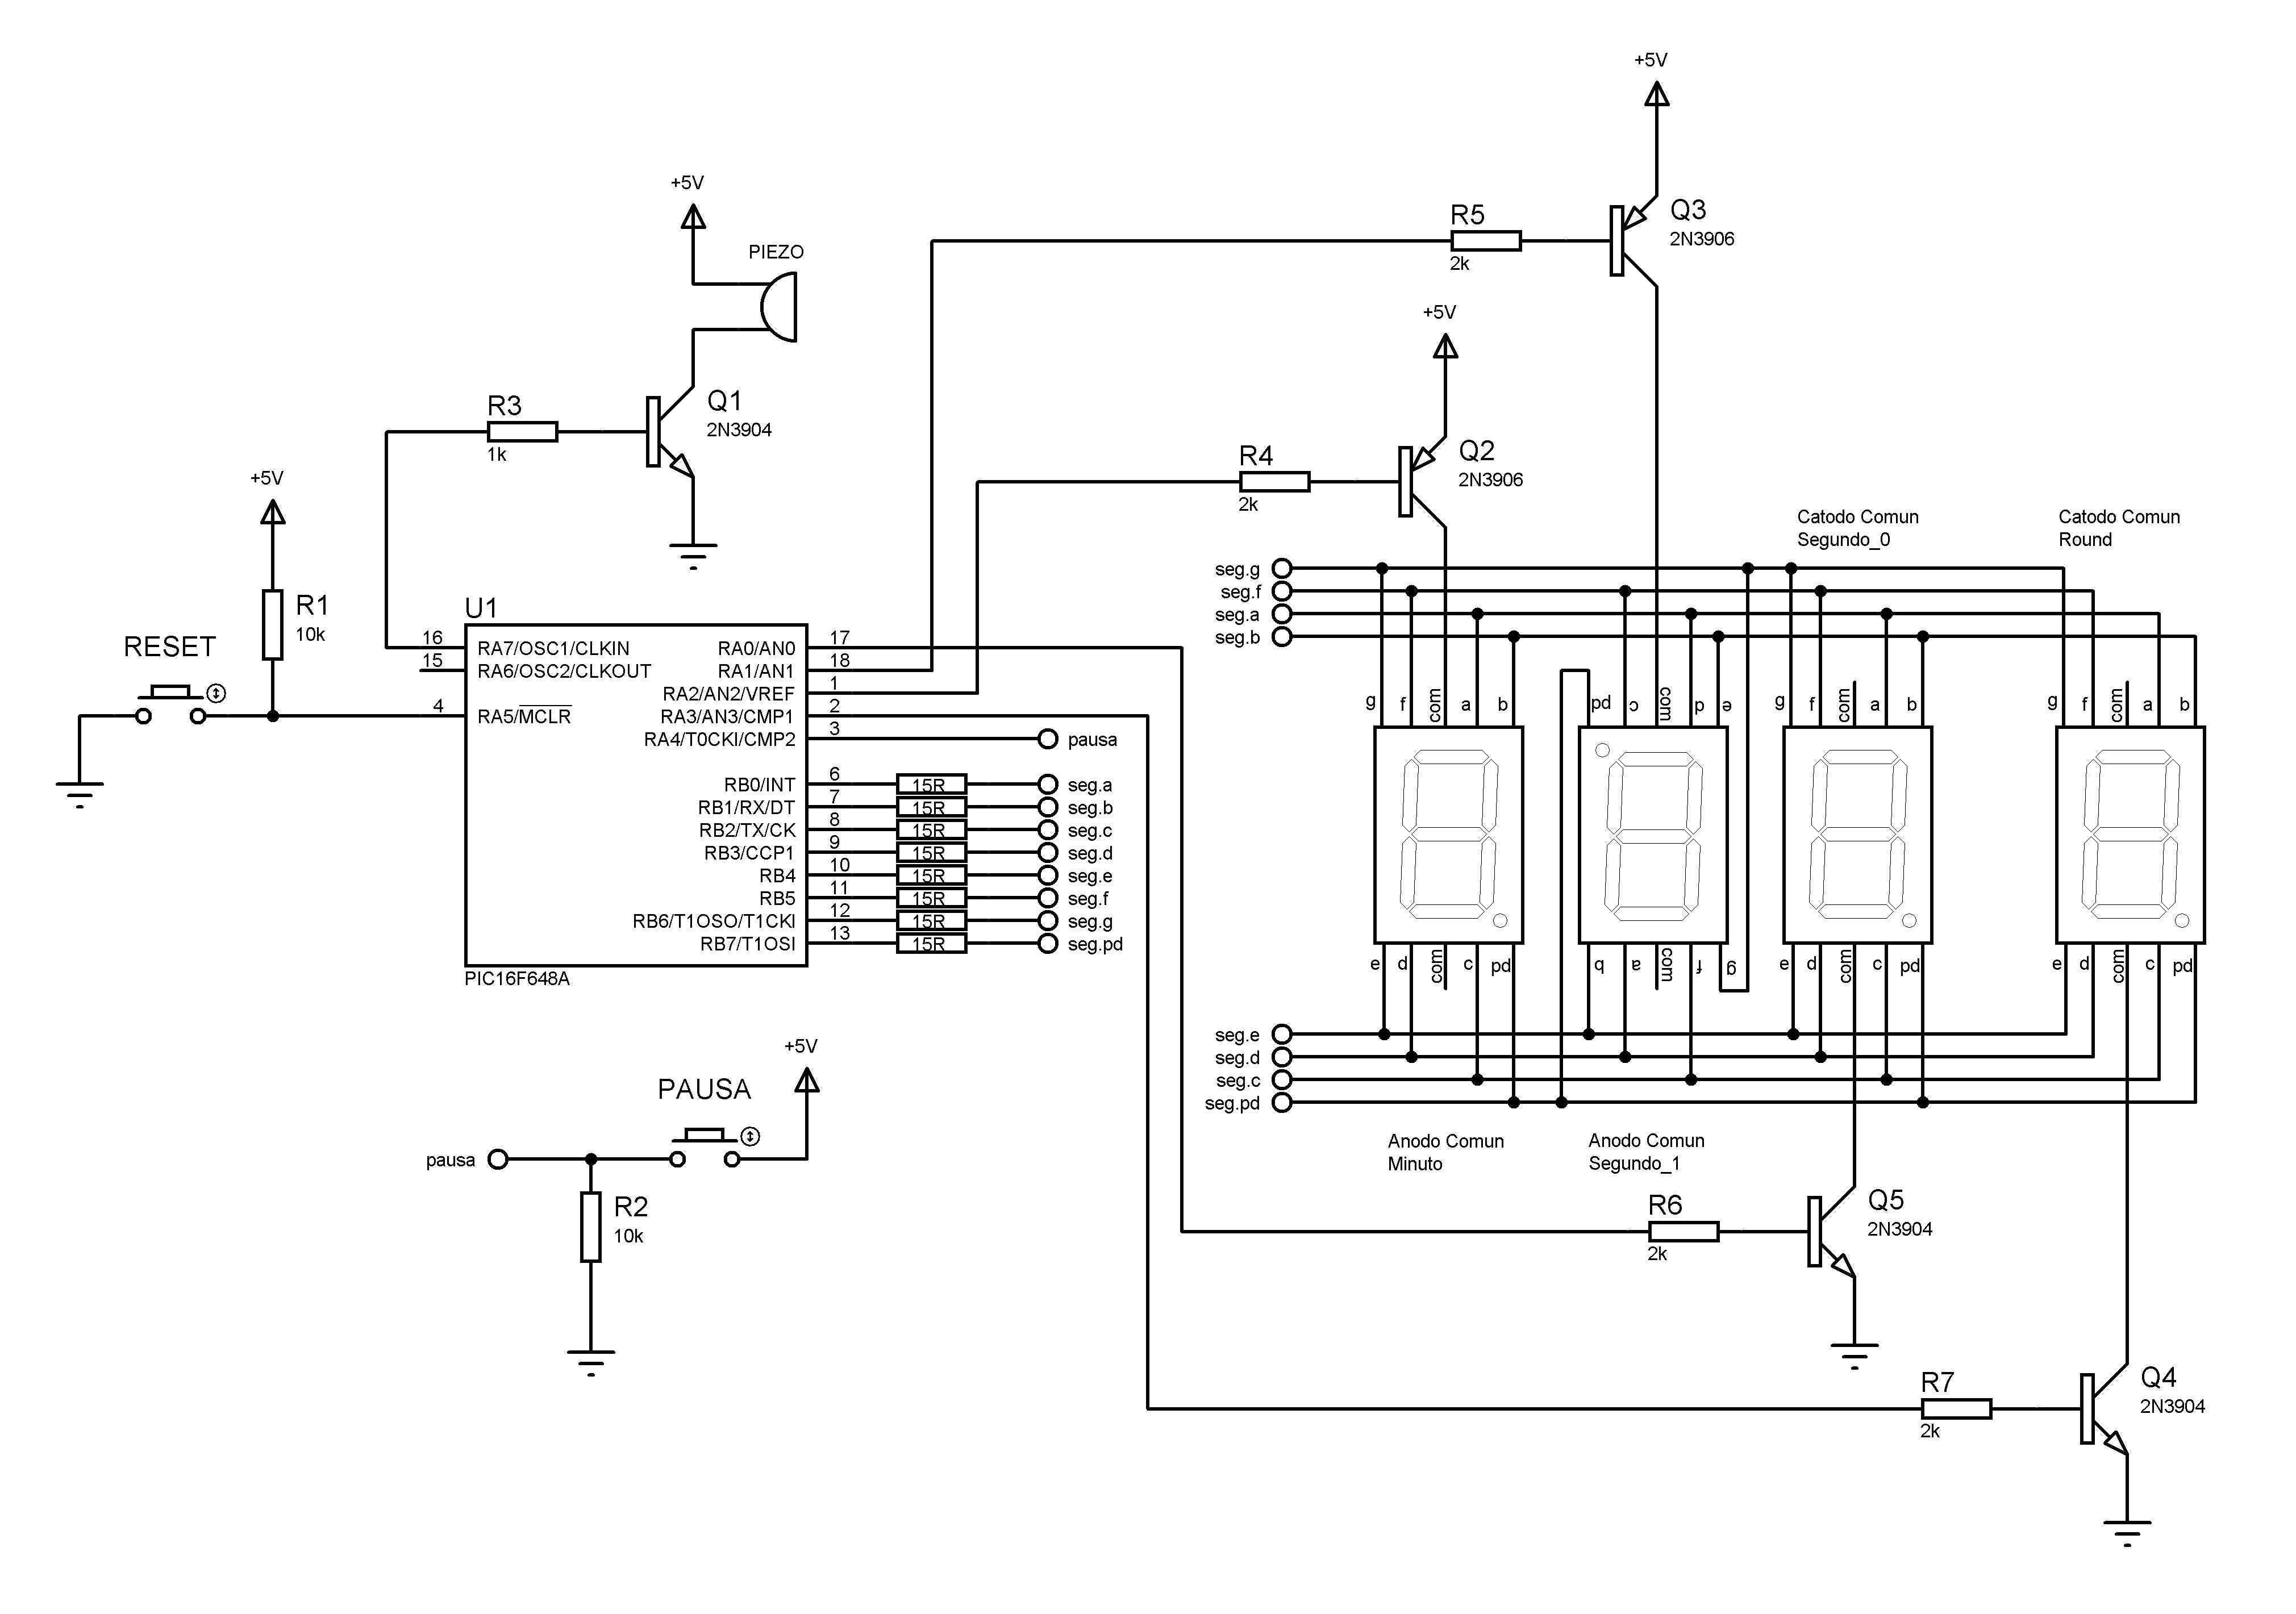 +5V
+5V
PIEZO
R5
2k
Q3
2N3906
+5V
R3
1k
Q1
2N3904
R4
2k
Q2
2N3906
+5V
R1
10k
RESET
Catodo Comun
Segundo_0
Catodo Comun
Round
seg.g
seg.f
seg.a
seg.b
U1
16 RA7/OSC1/CLKIN
15 RA6/OSC2/CLKOUT
4 RA5/MCLR
RA0/AN0 17
RA1/AN1 18
RA2/AN2/VREF 1
RA3/AN3/CMP1 2
RA4/T0CKI/CMP2 3 pausa
RB0/INT 6 15R seg.a
RB1/RX/DT 7 15R seg.b
RB2/TX/CK 8 15R seg.c
RB3/CCP1 9 15R seg.d
RB4 10 15R seg.e
RB5 11 15R seg.f
RB6/T1OSO/T1CKI 12 15R seg.g
RB7/T1OSI 13 15R seg.pd
PIC16F648A
g f com a b
pd c com d e
g f com a b
g f com a b
e d com c pd
b a com f g
e d com c pd
e d com c pd
seg.e
seg.d
seg.c
seg.pd
Anodo Comun
Minuto
Anodo Comun
Segundo_1
+5V
PAUSA
pausa
R2
10k
R6
2k
Q5
2N3904
R7
2k
Q4
2N3904